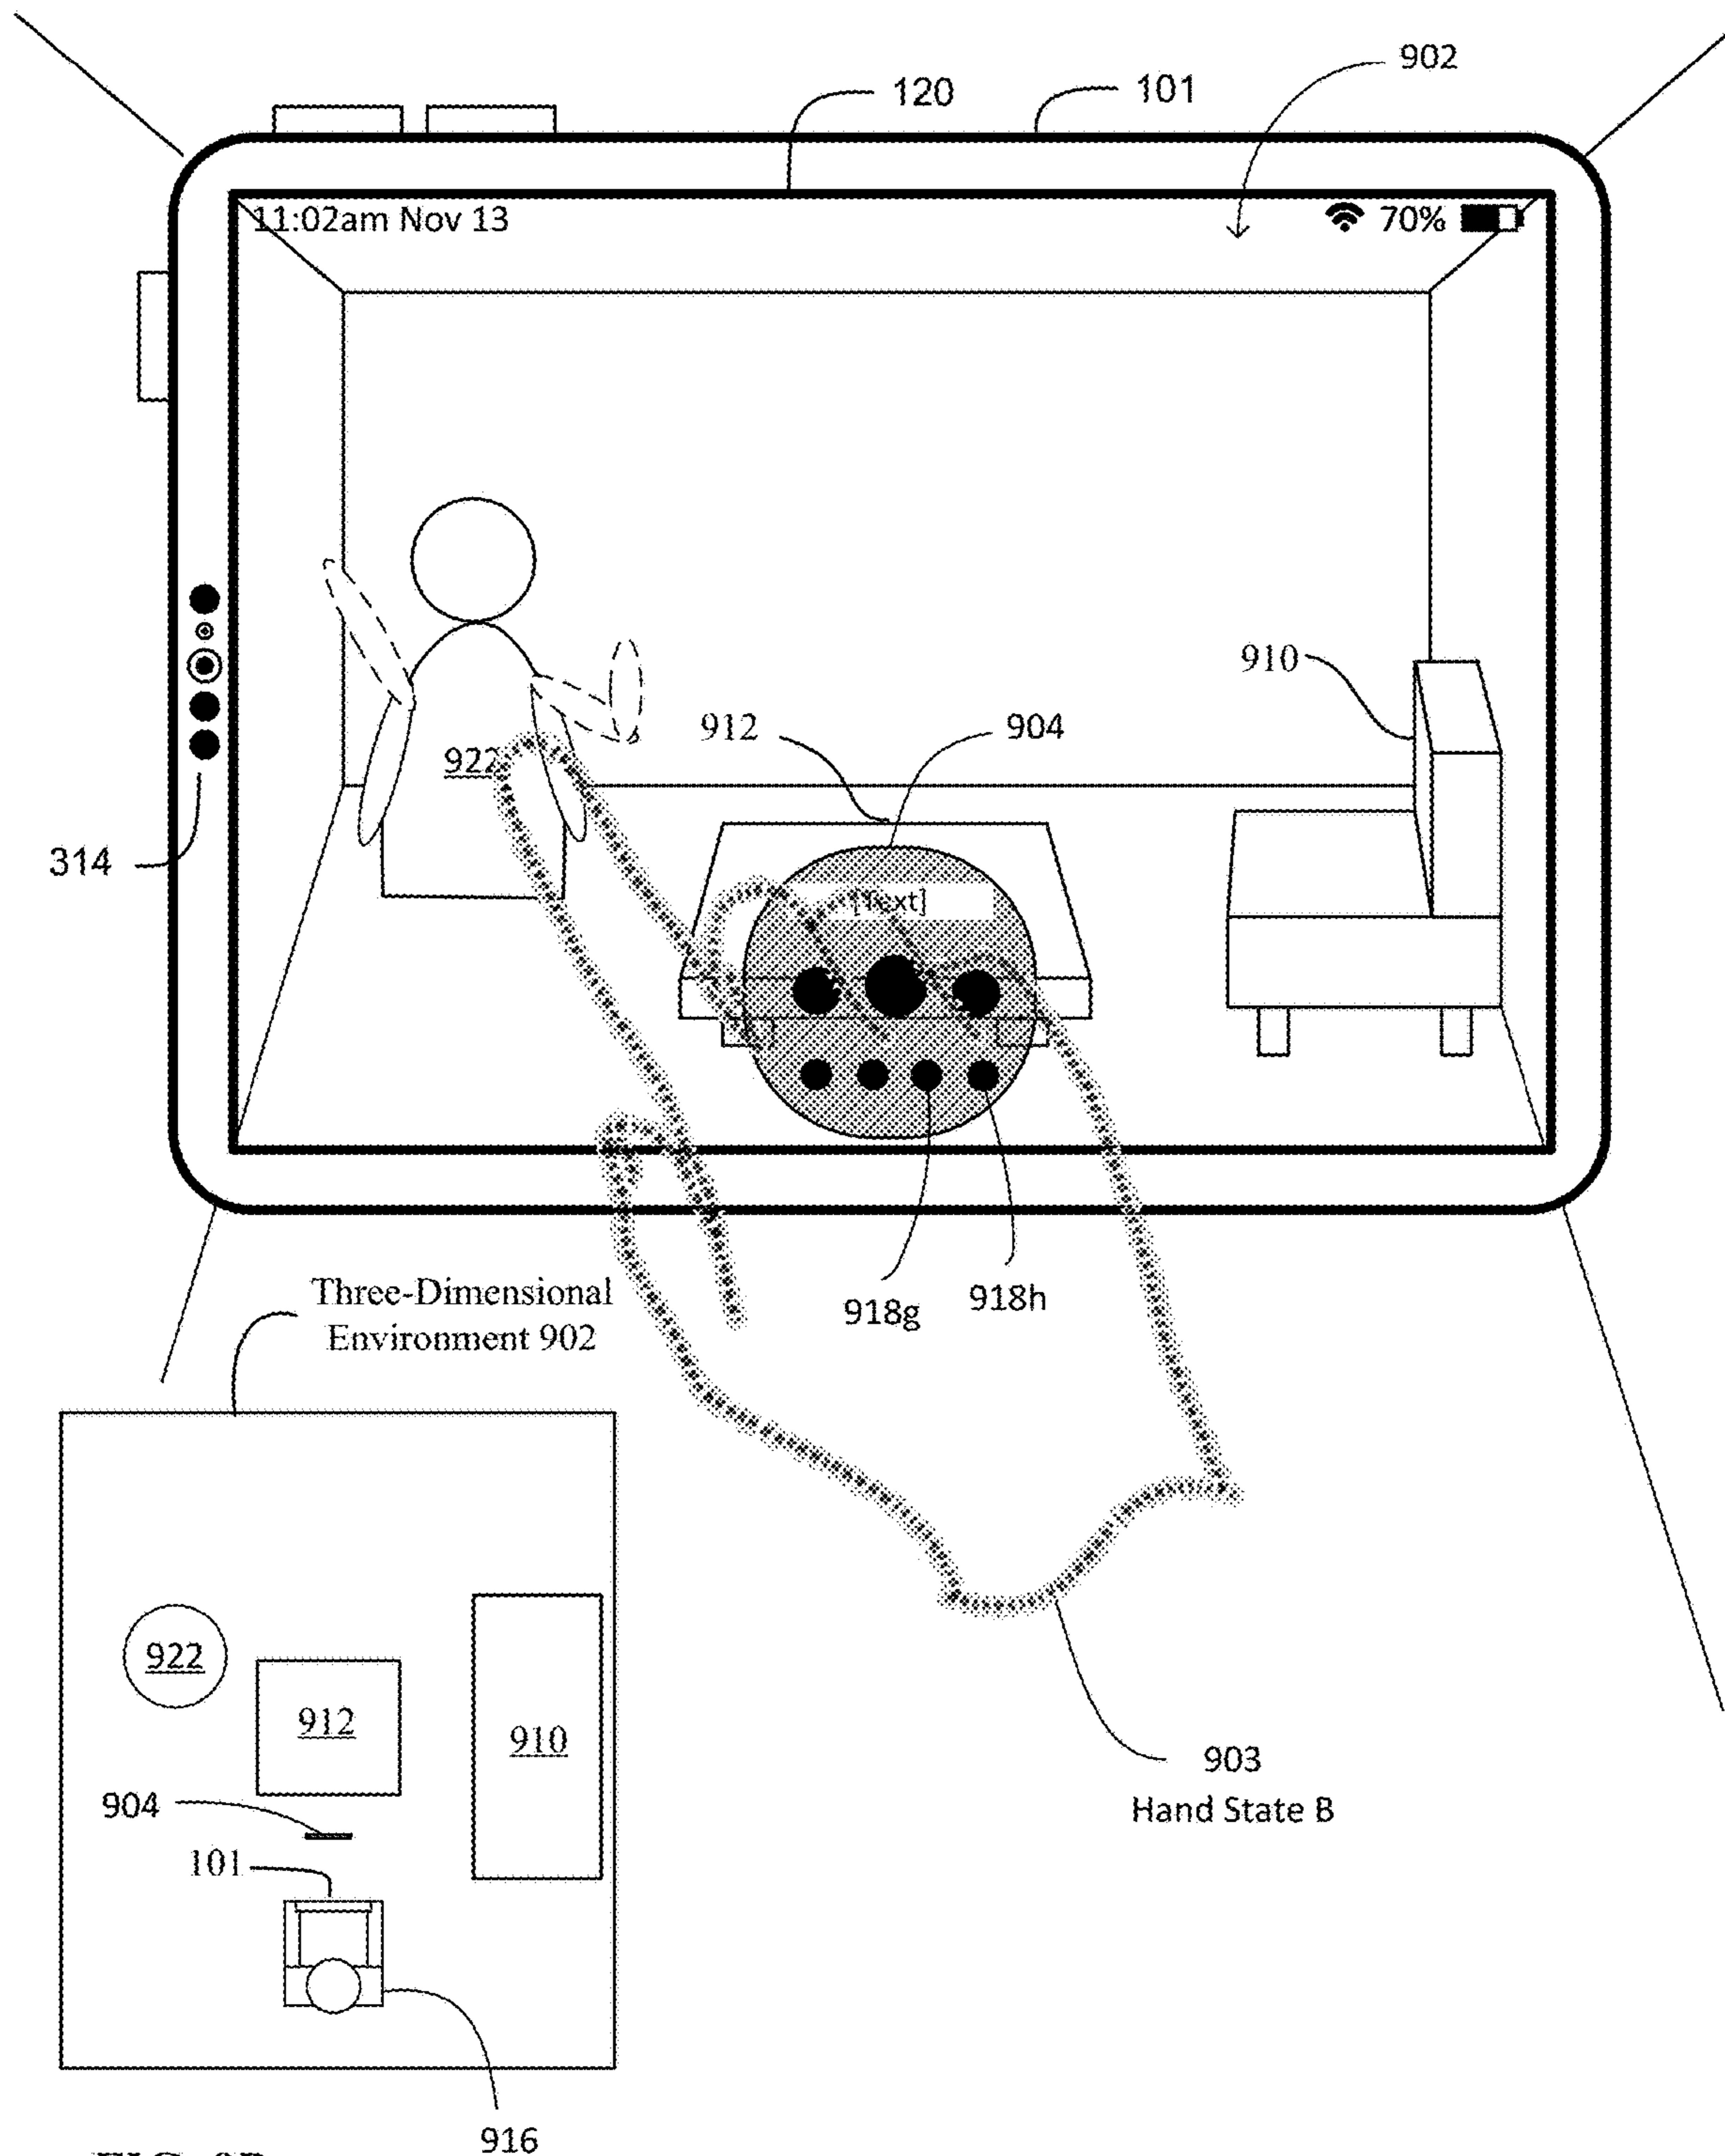 902
120
101
11:02am Nov 13
70%
910
912
904
922
[Text]
314
918g
918h
Three-Dimensional
Environment 902
922
912
910
904
903
Hand State B
101
916